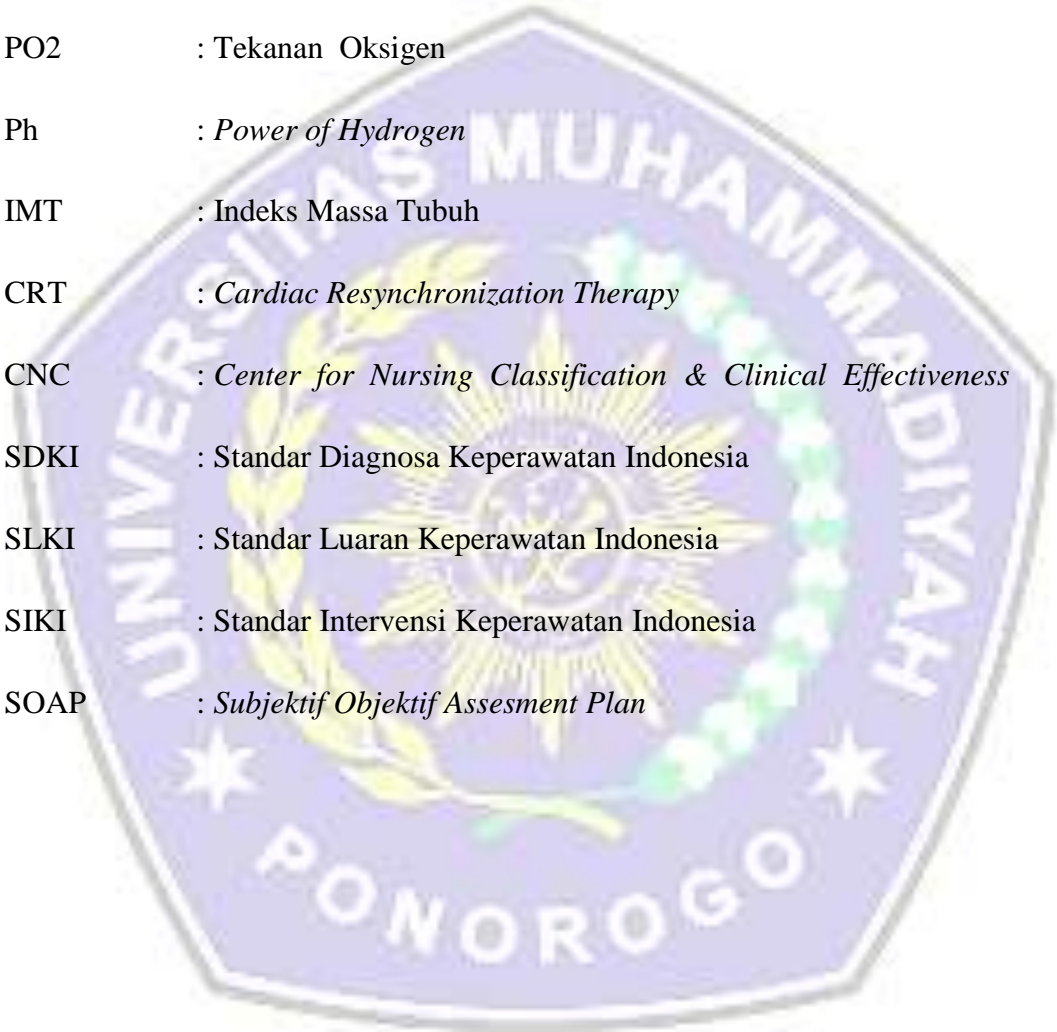 PO2 : Tekanan Oksigen
Ph : Power of Hydrogen
IMT : Indeks Massa Tubuh
CRT : Cardiac Resynchronization Therapy
CNC : Center for Nursing Classification & Clinical Effectiveness
SDKI : Standar Diagnosa Keperawatan Indonesia
SLKI : Standar Luaran Keperawatan Indonesia
SIKI : Standar Intervensi Keperawatan Indonesia
SOAP : Subjektif Objektif Assesment Plan
UNIVERSITAS MUHAMMADIYAH
PONOROGO